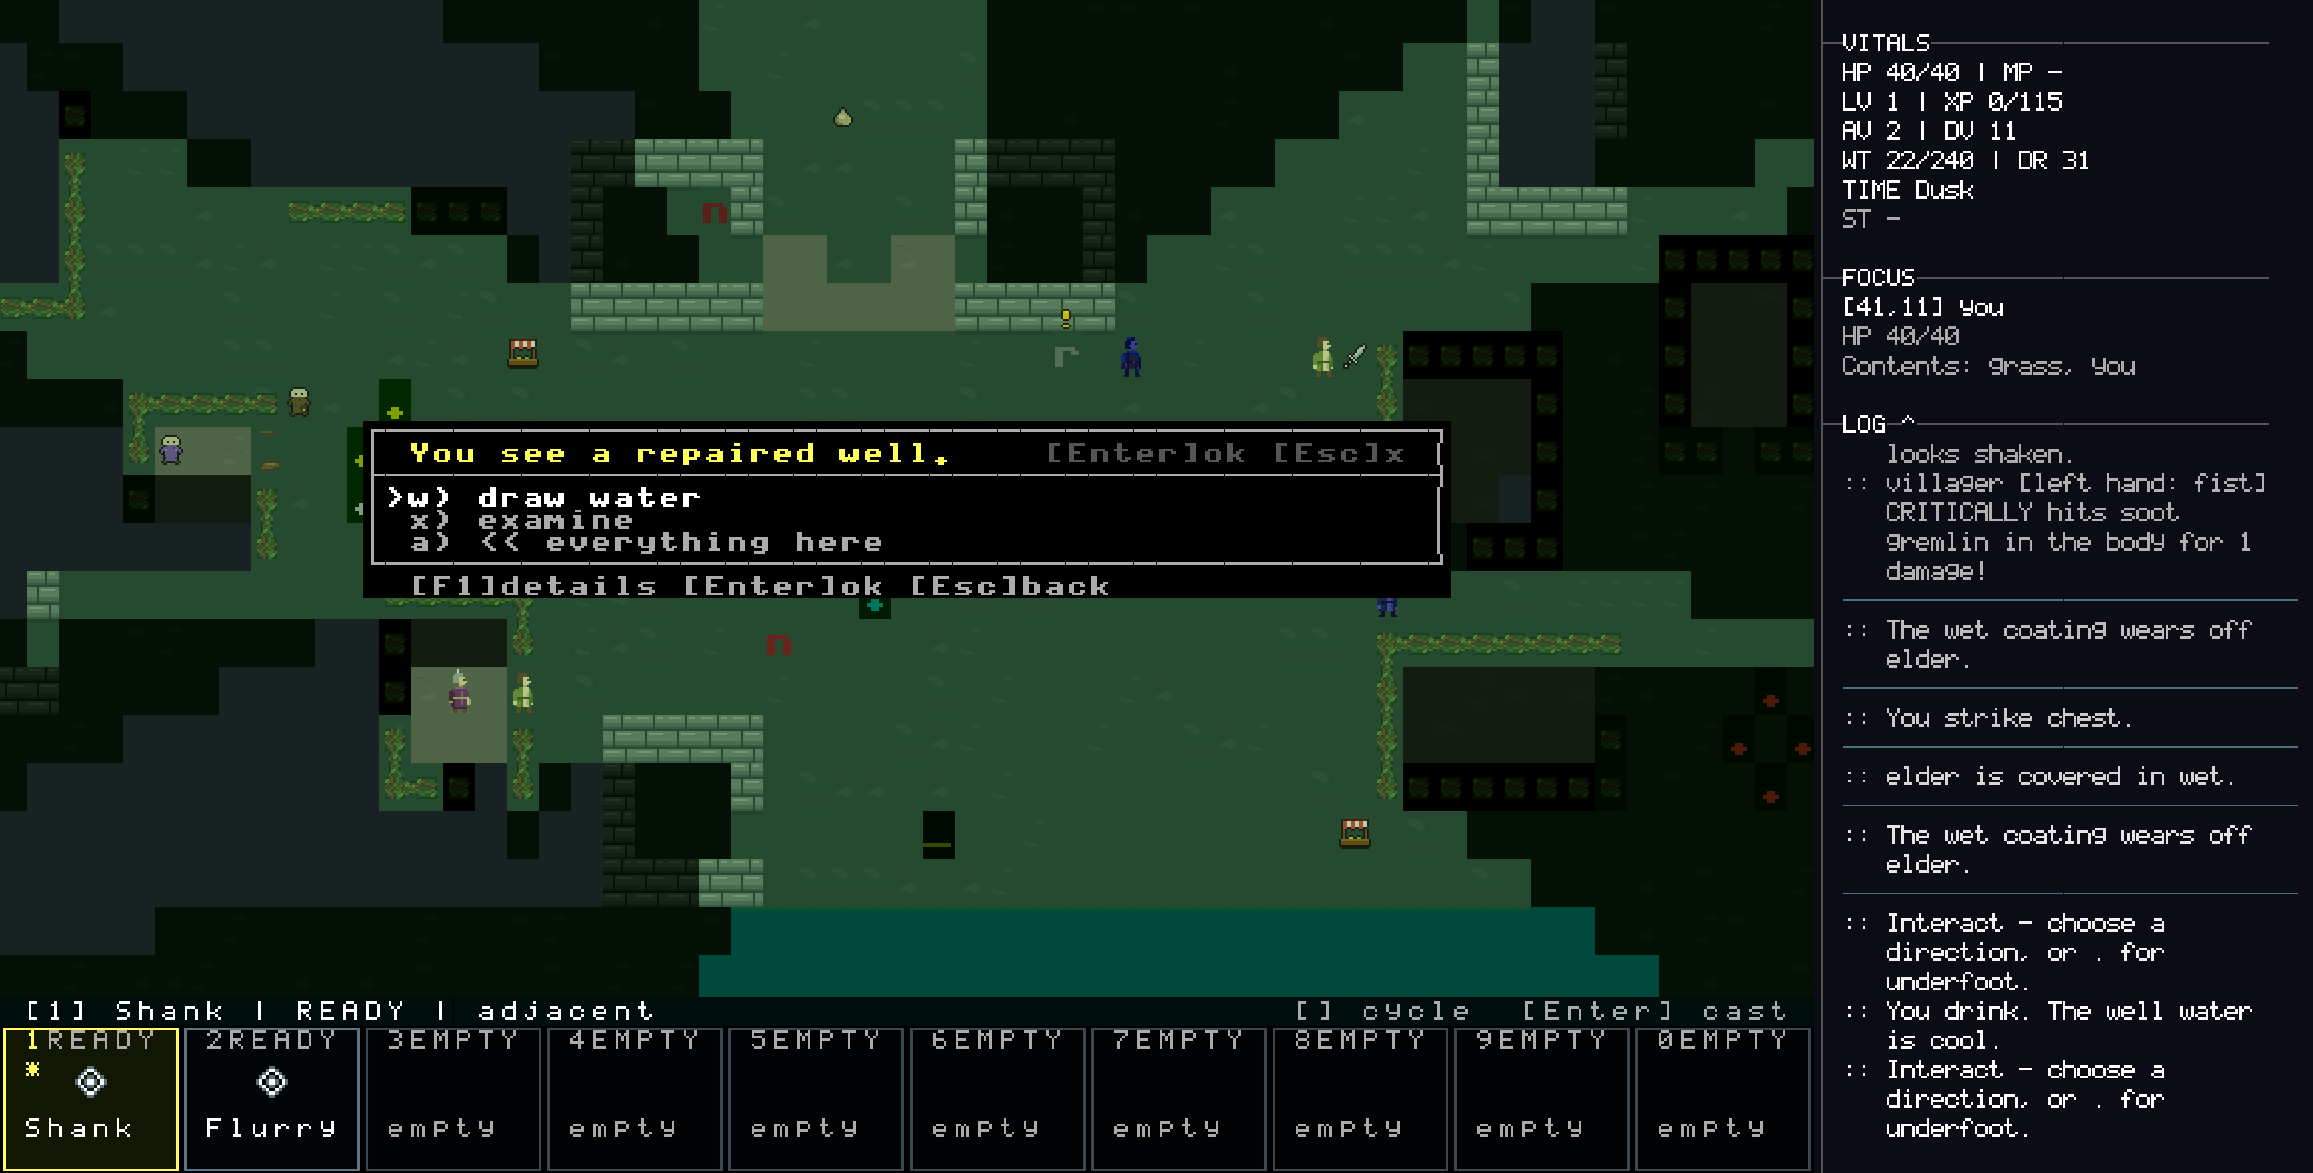 VITALS
HP 40/40 | MP -
LV 1 | XP 0/115
AV 2 | DV 11
WT 22/240 | DR 31
TIME Dusk
ST -
FOCUS
[41,11] You
HP 40/40
Contents: grass, You
LOG ^
looks shaken.
:: villager [left hand: fist]
CRITICALLY hits soot
gremlin in the body for 1
damage!
:: The wet coating wears off
elder.
:: You strike chest.
:: elder is covered in wet.
:: The wet coating wears off
elder.
:: Interact - choose a
direction, or . for
underfoot.
:: You drink. The well water
is cool.
:: Interact - choose a
direction, or . for
underfoot.
n
!
r
You see a repaired well. [Enter]ok [Esc]x
>w) draw water
x) examine
a) << everything here
[F1]details [Enter]ok [Esc]back
n
[1] Shank | READY | adjacent [] cycle [Enter] cast
1READY 2READY 3EMPTY 4EMPTY 5EMPTY 6EMPTY 7EMPTY 8EMPTY 9EMPTY 0EMPTY
*
Shank Flurry empty empty empty empty empty empty empty empty